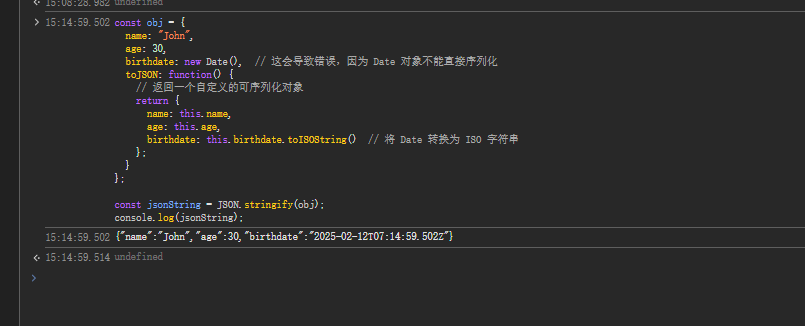 15:08:28.982 undefined
15:14:59.502 const obj = {
name: "John",
age: 30,
birthdate: new Date(),  // 这会导致错误，因为 Date 对象不能直接序列化
toJSON: function() {
// 返回一个自定义的可序列化对象
return {
name: this.name,
age: this.age,
birthdate: this.birthdate.toISOString()  // 将 Date 转换为 ISO 字符串
};
}
};
const jsonString = JSON.stringify(obj);
console.log(jsonString);
15:14:59.502 {"name":"John","age":30,"birthdate":"2025-02-12T07:14:59.502Z"}
15:14:59.514 undefined